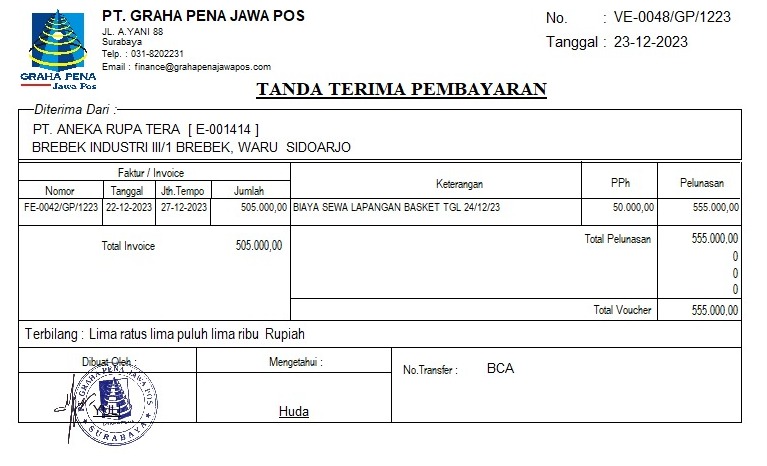 PT. GRAHA PENA JAWA POS
JL. A.YANI 88
Surabaya
Telp. : 031-8202231
Email : finance@grahapenajawapos.com
GRAHA PENA
Jawa Pos
No. : VE-0048/GP/1223
Tanggal : 23-12-2023
TANDA TERIMA PEMBAYARAN
Diterima Dari :
PT. ANEKA RUPA TERA [ E-001414 ]
BREBEK INDUSTRI III/1 BREBEK, WARU SIDOARJO
Faktur / Invoice
Nomor Tanggal Jth.Tempo Jumlah Keterangan PPh Pelunasan
FE-0042/GP/1223 22-12-2023 27-12-2023 505.000,00 BIAYA SEWA LAPANGAN BASKET TGL 24/12/23 50.000,00 555.000,00
Total Invoice 505.000,00 Total Pelunasan 555.000,00
0
0
0
Total Voucher 555.000,00
Terbilang : Lima ratus lima puluh lima ribu Rupiah
Dibuat Oleh : Mengetahui : No.Transfer : BCA
GRAHA PENA JAWA POS
SURABAYA
Huda